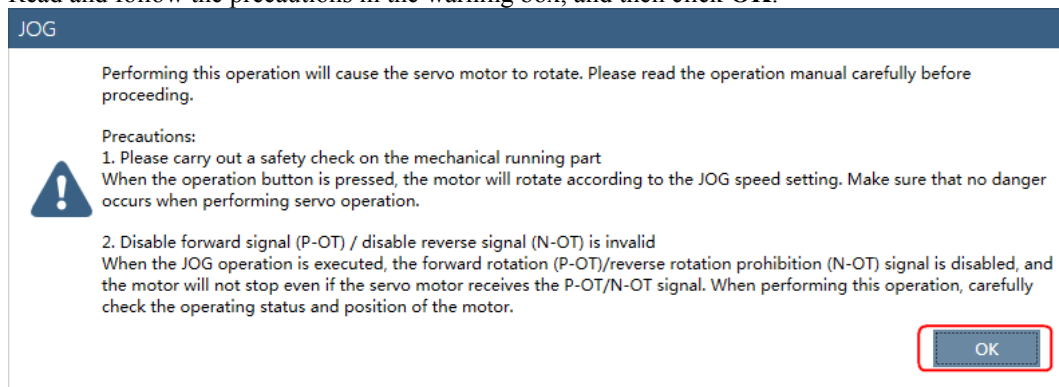 Read and follow the precautions in the warning box, and then click OK.
JOG
Performing this operation will cause the servo motor to rotate. Please read the operation manual carefully before
proceeding.
Precautions:
1. Please carry out a safety check on the mechanical running part
When the operation button is pressed, the motor will rotate according to the JOG speed setting. Make sure that no danger
occurs when performing servo operation.
2. Disable forward signal (P-OT) / disable reverse signal (N-OT) is invalid
When the JOG operation is executed, the forward rotation (P-OT)/reverse rotation prohibition (N-OT) signal is disabled, and
the motor will not stop even if the servo motor receives the P-OT/N-OT signal. When performing this operation, carefully
check the operating status and position of the motor.
OK